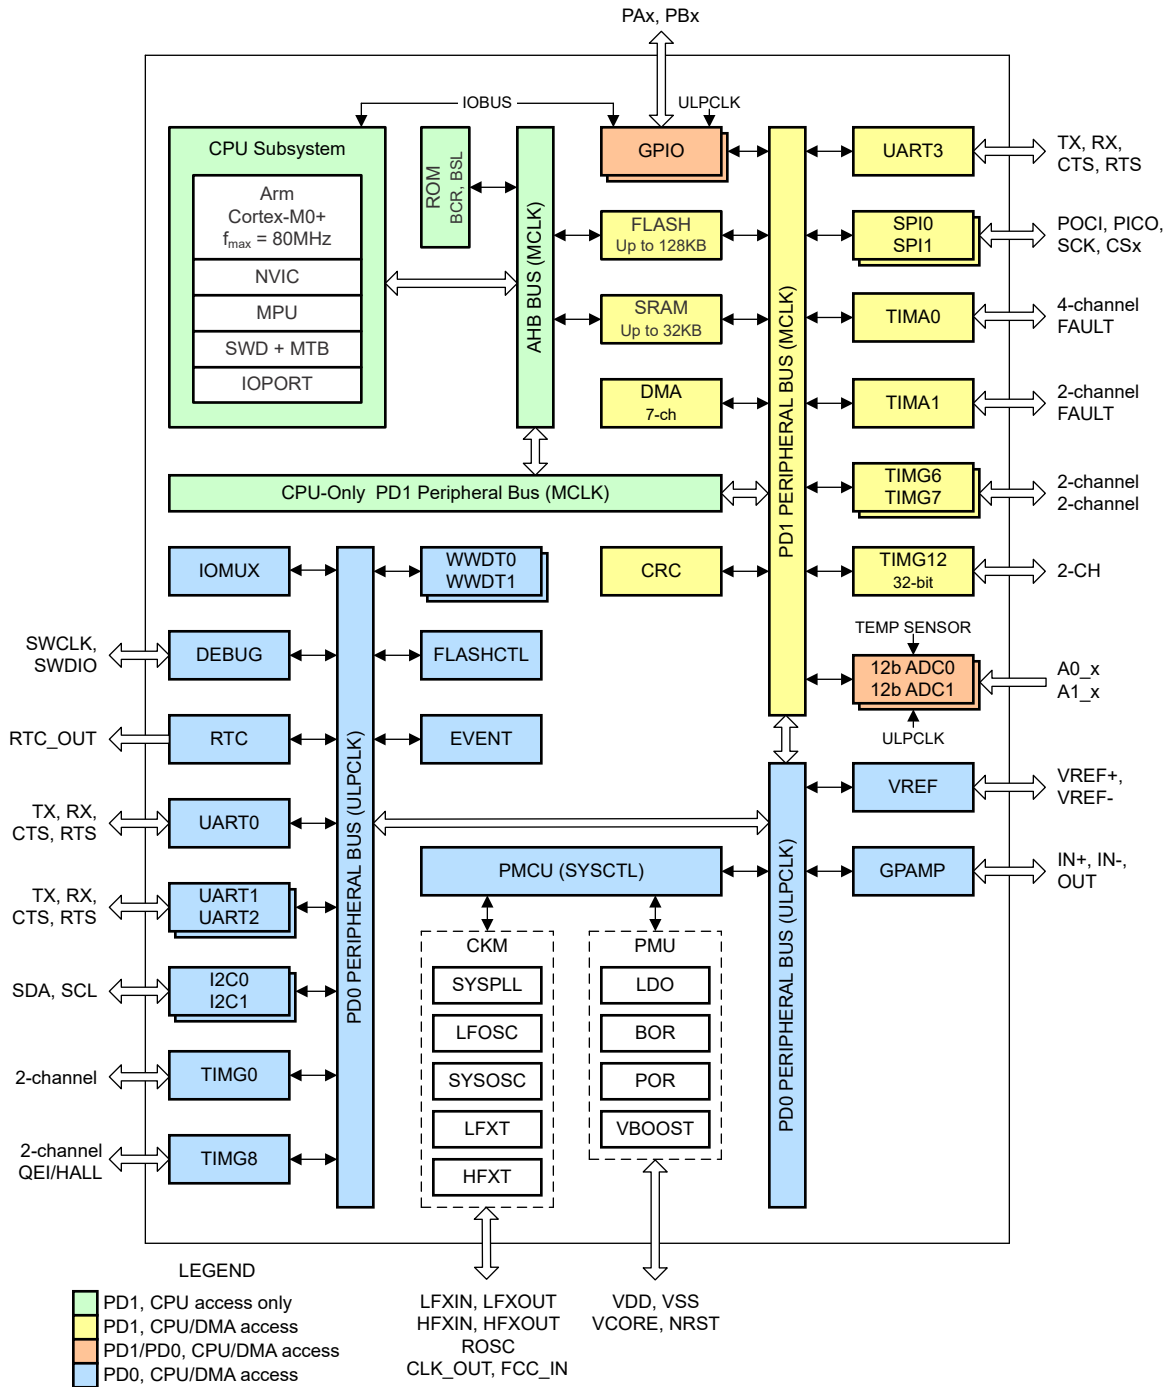 PAx, PBx
IOBUS
ULPCLK
CPU Subsystem
Arm
Cortex-M0+
fmax = 80MHz
NVIC
MPU
SWD + MTB
IOPORT
ROM
BCR, BSL
AHB BUS (MCLK)
GPIO
FLASH
Up to 128KB
SRAM
Up to 32KB
DMA
7-ch
CPU-Only PD1 Peripheral Bus (MCLK)
CRC
PD1 PERIPHERAL BUS (MCLK)
UART3
TX, RX,
CTS, RTS
SPI0
SPI1
POCI, PICO,
SCK, CSx
TIMA0
4-channel
FAULT
TIMA1
2-channel
FAULT
TIMG6
TIMG7
2-channel
2-channel
TIMG12
32-bit
2-CH
TEMP SENSOR
12b ADC0
12b ADC1
A0_x
A1_x
ULPCLK
VREF
VREF+,
VREF-
GPAMP
IN+, IN-,
OUT
PD0 PERIPHERAL BUS (ULPCLK)
IOMUX
SWCLK,
SWDIO
DEBUG
RTC_OUT
RTC
TX, RX,
CTS, RTS
UART0
TX, RX,
CTS, RTS
UART1
UART2
SDA, SCL
I2C0
I2C1
2-channel
TIMG0
2-channel
QEI/HALL
TIMG8
PD0 PERIPHERAL BUS (ULPCLK)
WWDT0
WWDT1
FLASHCTL
EVENT
PMCU (SYSCTL)
CKM
SYSPLL
LFOSC
SYSOSC
LFXT
HFXT
PMU
LDO
BOR
POR
VBOOST
LFXIN, LFXOUT
HFXIN, HFXOUT
ROSC
CLK_OUT, FCC_IN
VDD, VSS
VCORE, NRST
LEGEND
PD1, CPU access only
PD1, CPU/DMA access
PD1/PD0, CPU/DMA access
PD0, CPU/DMA access